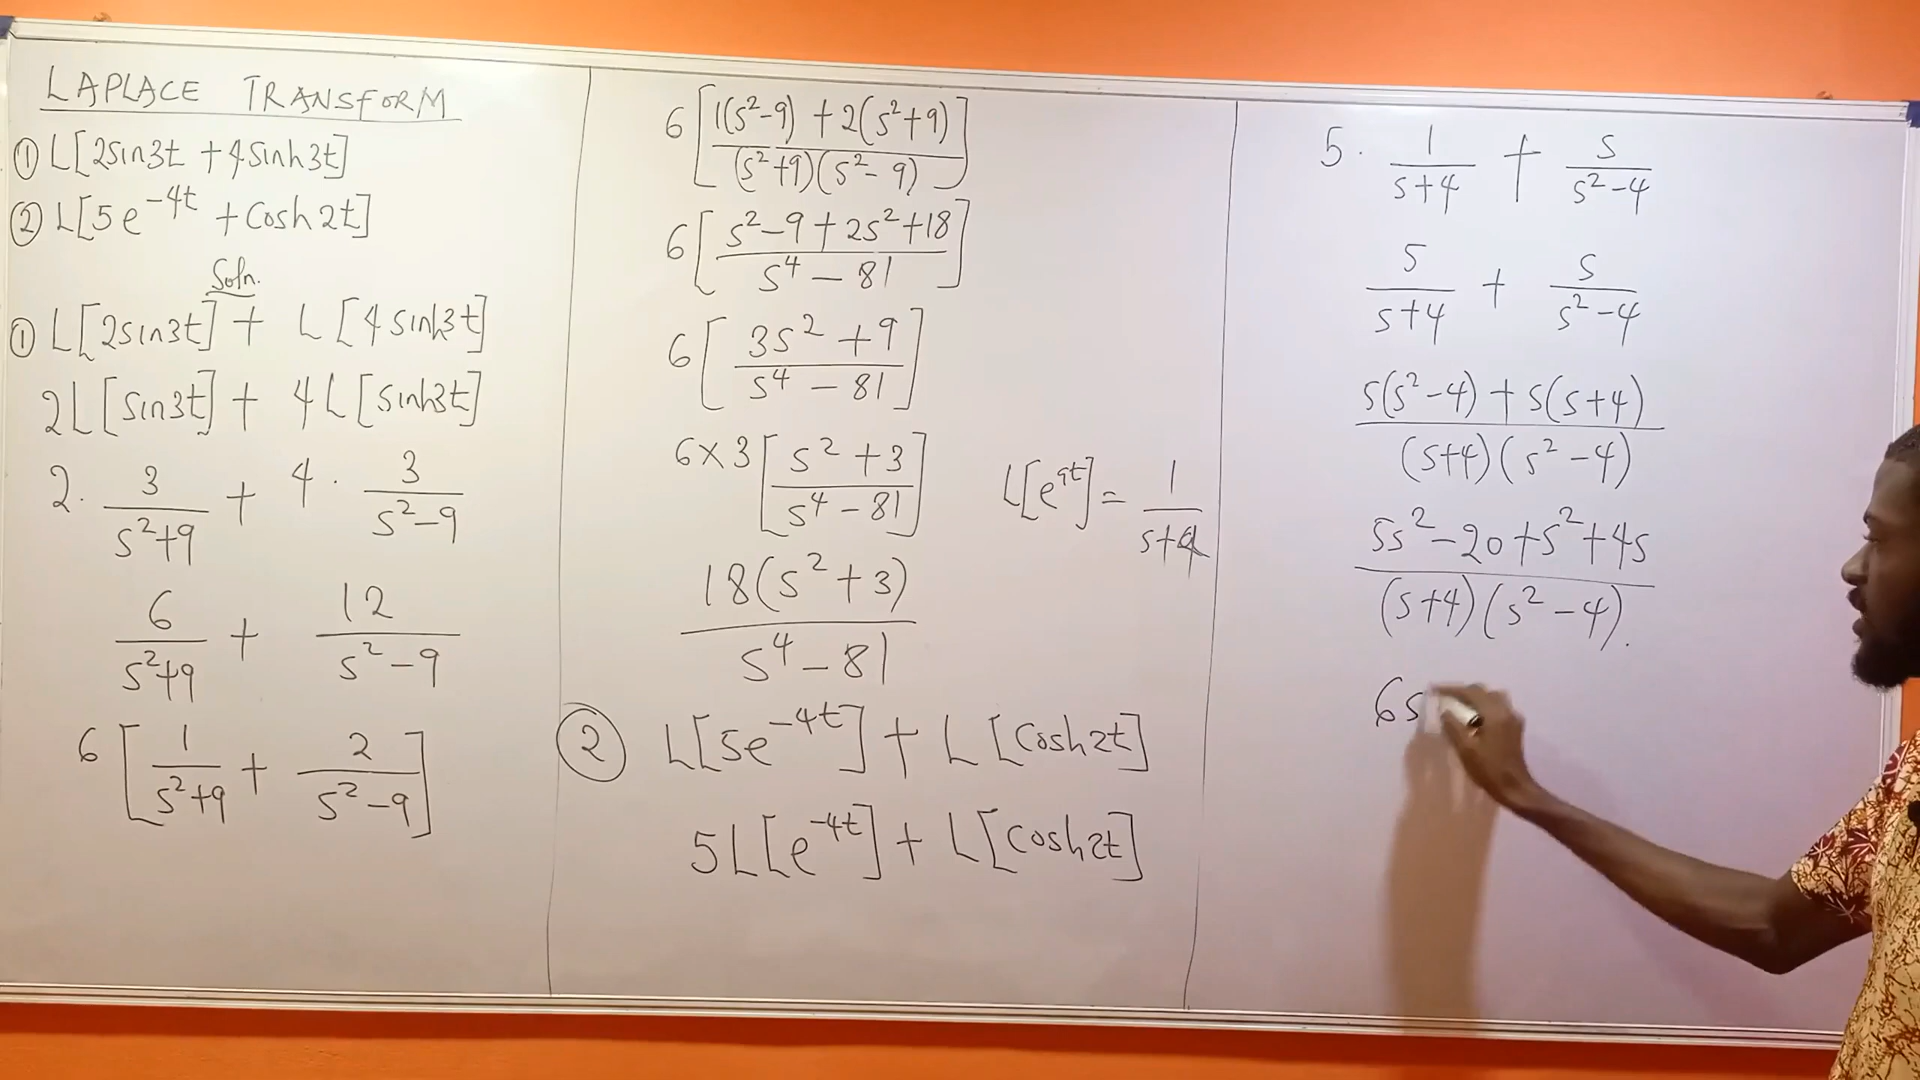 LAPLACE TRANSFORM
① L[2sin3t + 4sinh3t]
② L[5e^-4t + Cosh2t]
Soln.
① L[2sin3t] + L[4sinh3t]
2L[sin3t] + 4L[sinh3t]
2. 3/(s²+9) + 4. 3/(s²-9)
6/(s²+9) + 12/(s²-9)
6[1/(s²+9) + 2/(s²-9)]
6[(1(s²-9) + 2(s²+9))/((s²+9)(s²-9))]
6[(s²-9+2s²+18)/(s⁴-81)]
6[(3s²+9)/(s⁴-81)]
6×3[(s²+3)/(s⁴-81)]
18(s²+3)/(s⁴-81)
② L[5e^-4t] + L[Cosh2t]
5L[e^-4t] + L[Cosh2t]
5. 1/(s+4) + s/(s²-4)
5/(s+4) + s/(s²-4)
(5(s²-4) + s(s+4))/((s+4)(s²-4))
(5s²-20+s²+4s)/((s+4)(s²-4)).
6s